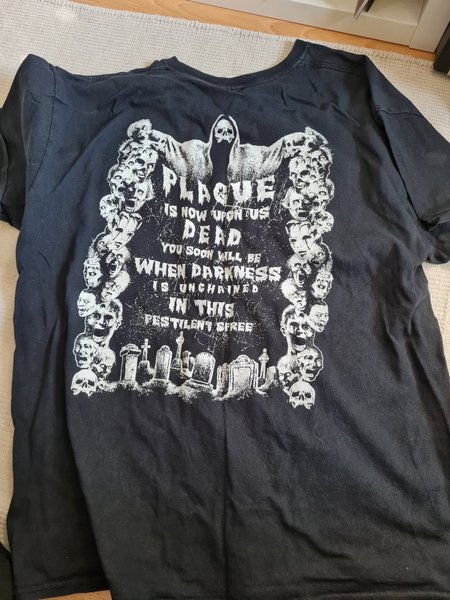 PLAGUE
IS NOW UPON US
DEAD
YOU SOON WILL BE
WHEN DARKNESS
IS UNCHAINED
IN THIS
PESTILENT SPREE